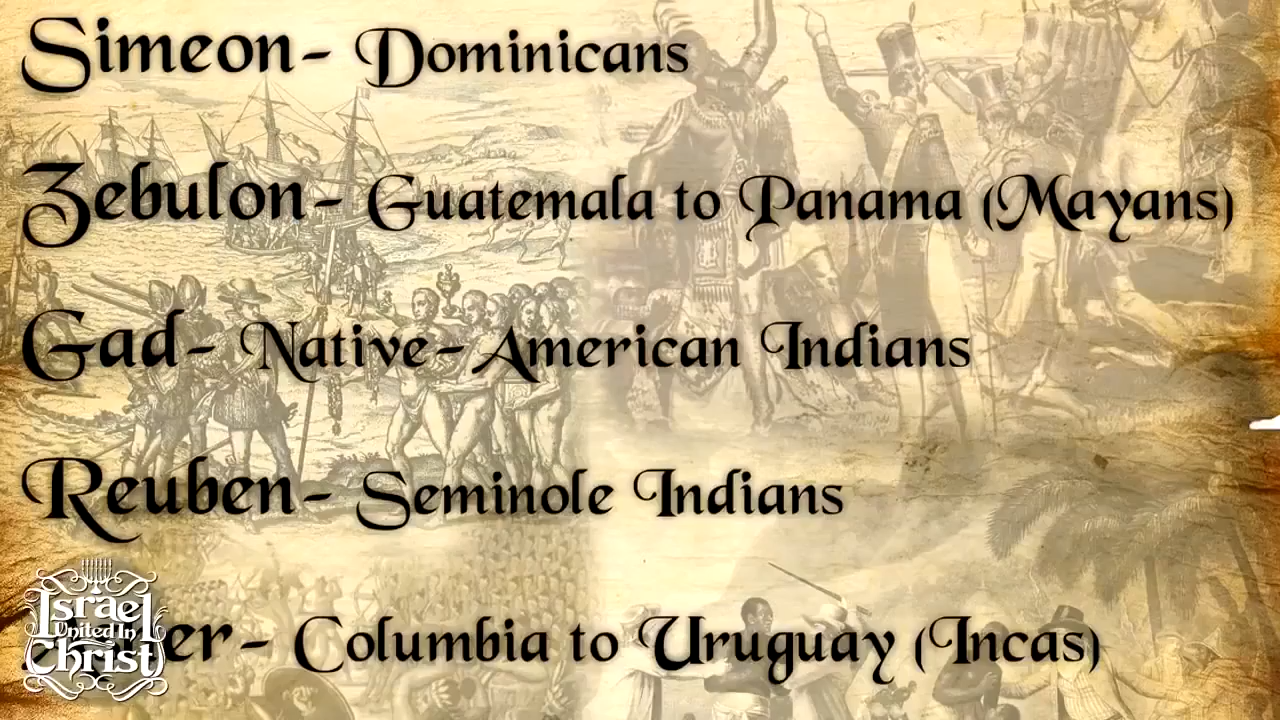 Simeon- Dominicans
Zebulon- Guatemala to Panama (Mayans)
Gad- Native-American Indians
Reuben- Seminole Indians
er- Columbia to Uruguay (Incas)
Israel
United In
Christ